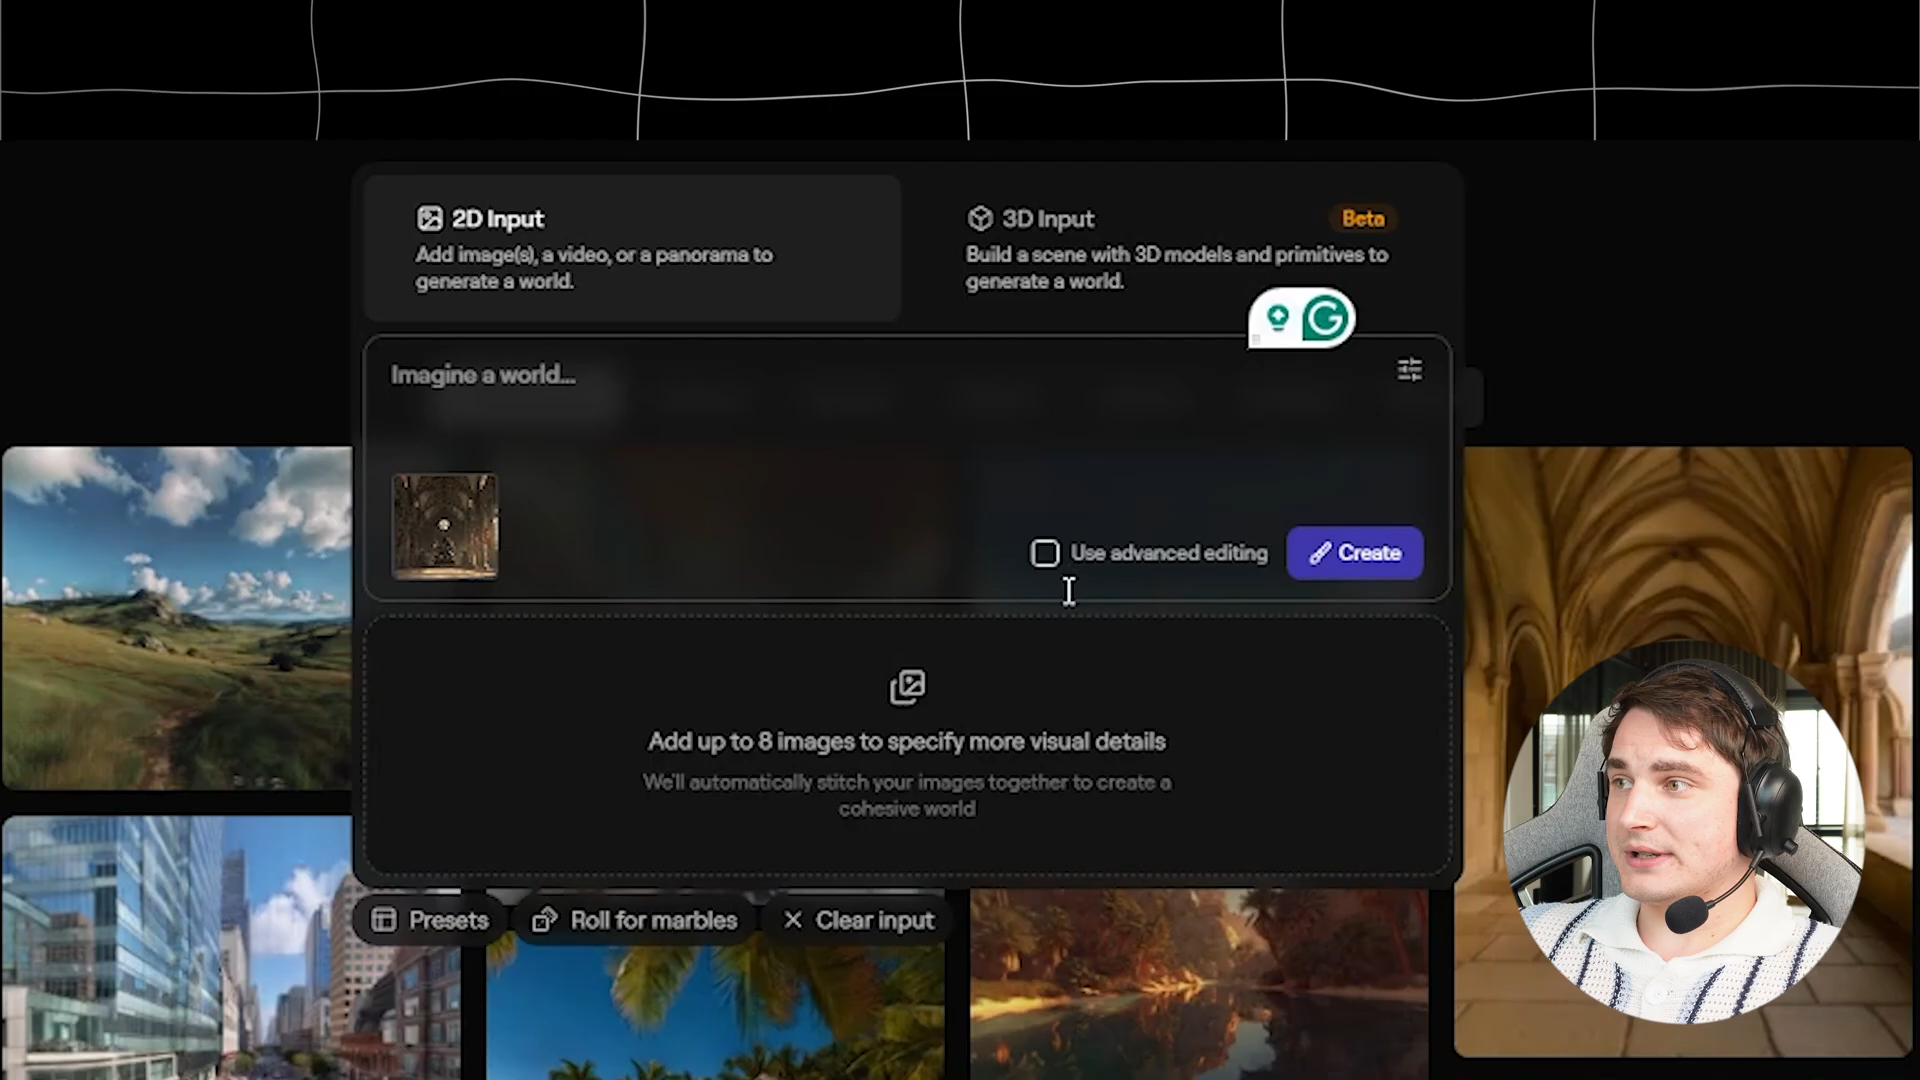 2D Input
Add image(s), a video, or a panorama to
generate a world.
3D Input
Beta
Build a scene with 3D models and primitives to
generate a world.
Imagine a world...
Use advanced editing
Create
Add up to 8 images to specify more visual details
We'll automatically stitch your images together to create a
cohesive world
Presets
Roll for marbles
Clear input